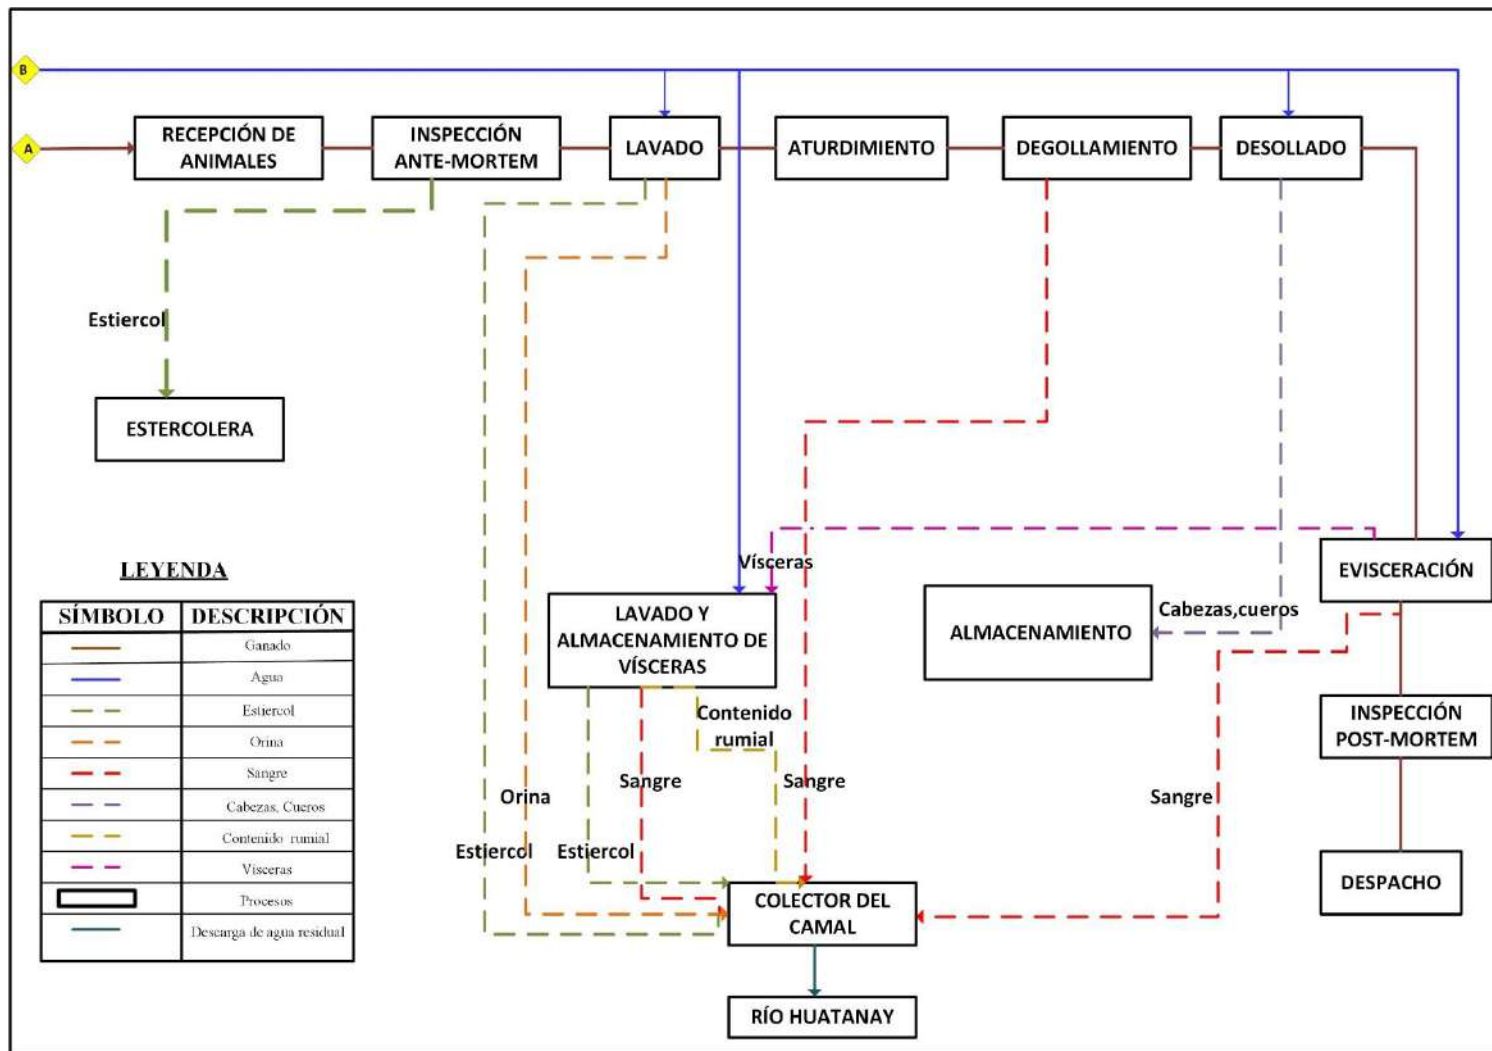 B
A
RECEPCIÓN DE
ANIMALES
INSPECCIÓN
ANTE-MORTEM
LAVADO
ATURDIMIENTO
DEGOLLAMIENTO
DESOLLADO
Estiercol
ESTERCOLERA
Vísceras
EVISCERACIÓN
LAVADO Y
ALMACENAMIENTO DE
VÍSCERAS
ALMACENAMIENTO
Cabezas,cueros
Contenido
rumial
INSPECCIÓN
POST-MORTEM
Orina
Sangre
Sangre
Sangre
Estiercol
Estiercol
DESPACHO
COLECTOR DEL
CAMAL
RÍO HUATANAY
LEYENDA
SÍMBOLO DESCRIPCIÓN
Ganado
Agua
Estiercol
Orina
Sangre
Cabezas, Cueros
Contenido rumial
Visceras
Procesos
Descarga de agua residual